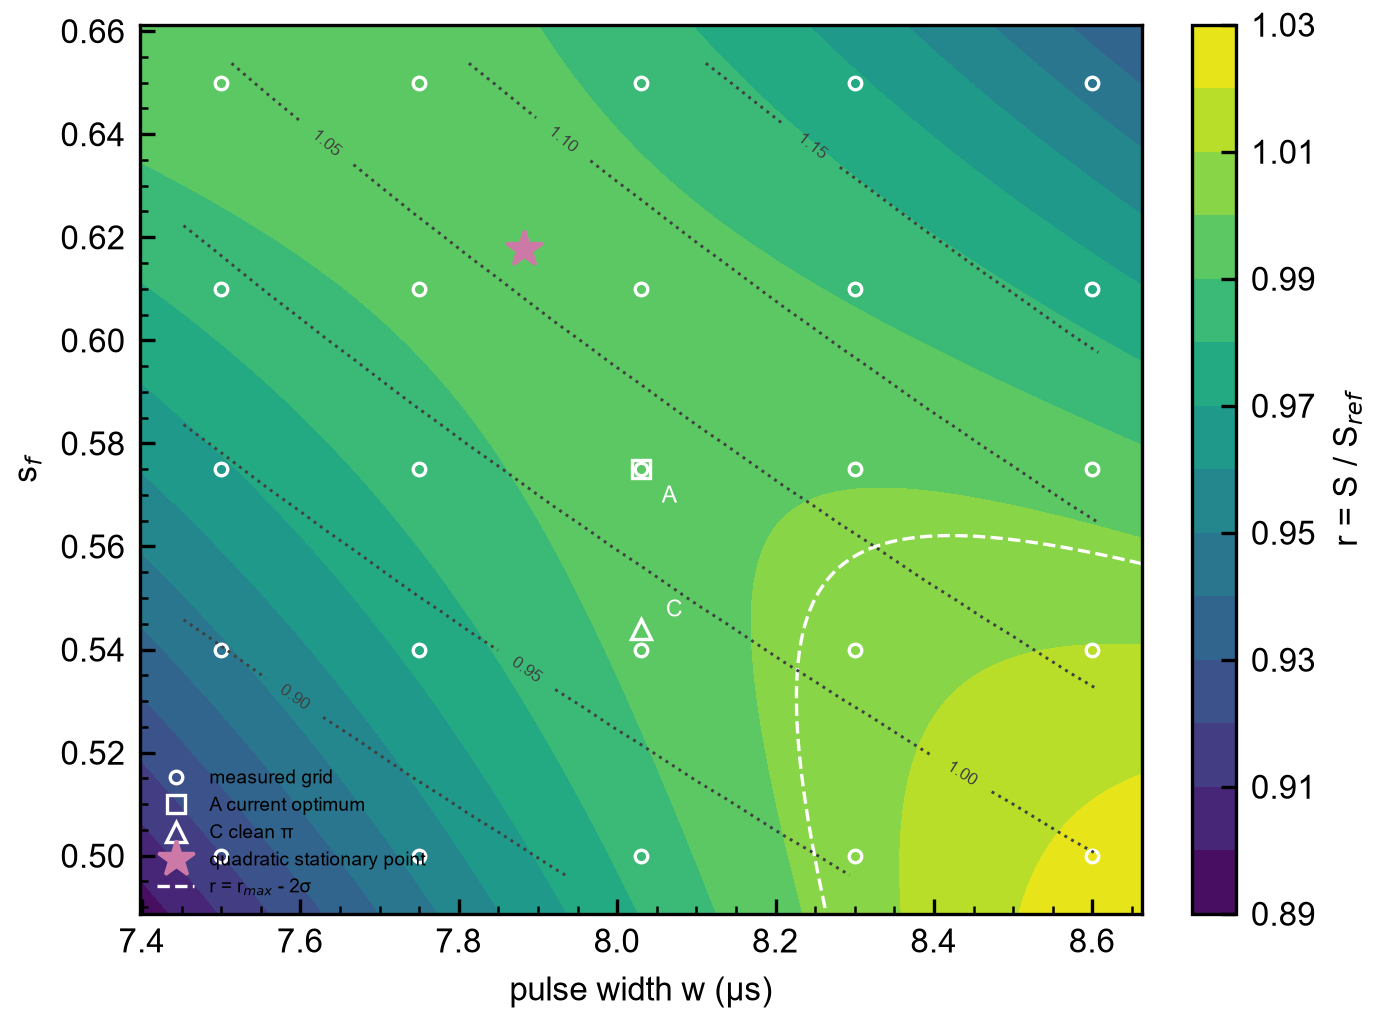 0.66
0.64
0.62
0.60
0.58
0.56
0.54
0.52
0.50
s_f
1.05
1.10
1.15
A
C
0.95
0.90
1.00
measured grid
A current optimum
C clean π
quadratic stationary point
r = r_max - 2σ
7.4 7.6 7.8 8.0 8.2 8.4 8.6
pulse width w (μs)
1.03
1.01
0.99
0.97
0.95
0.93
0.91
0.89
r = S / S_ref